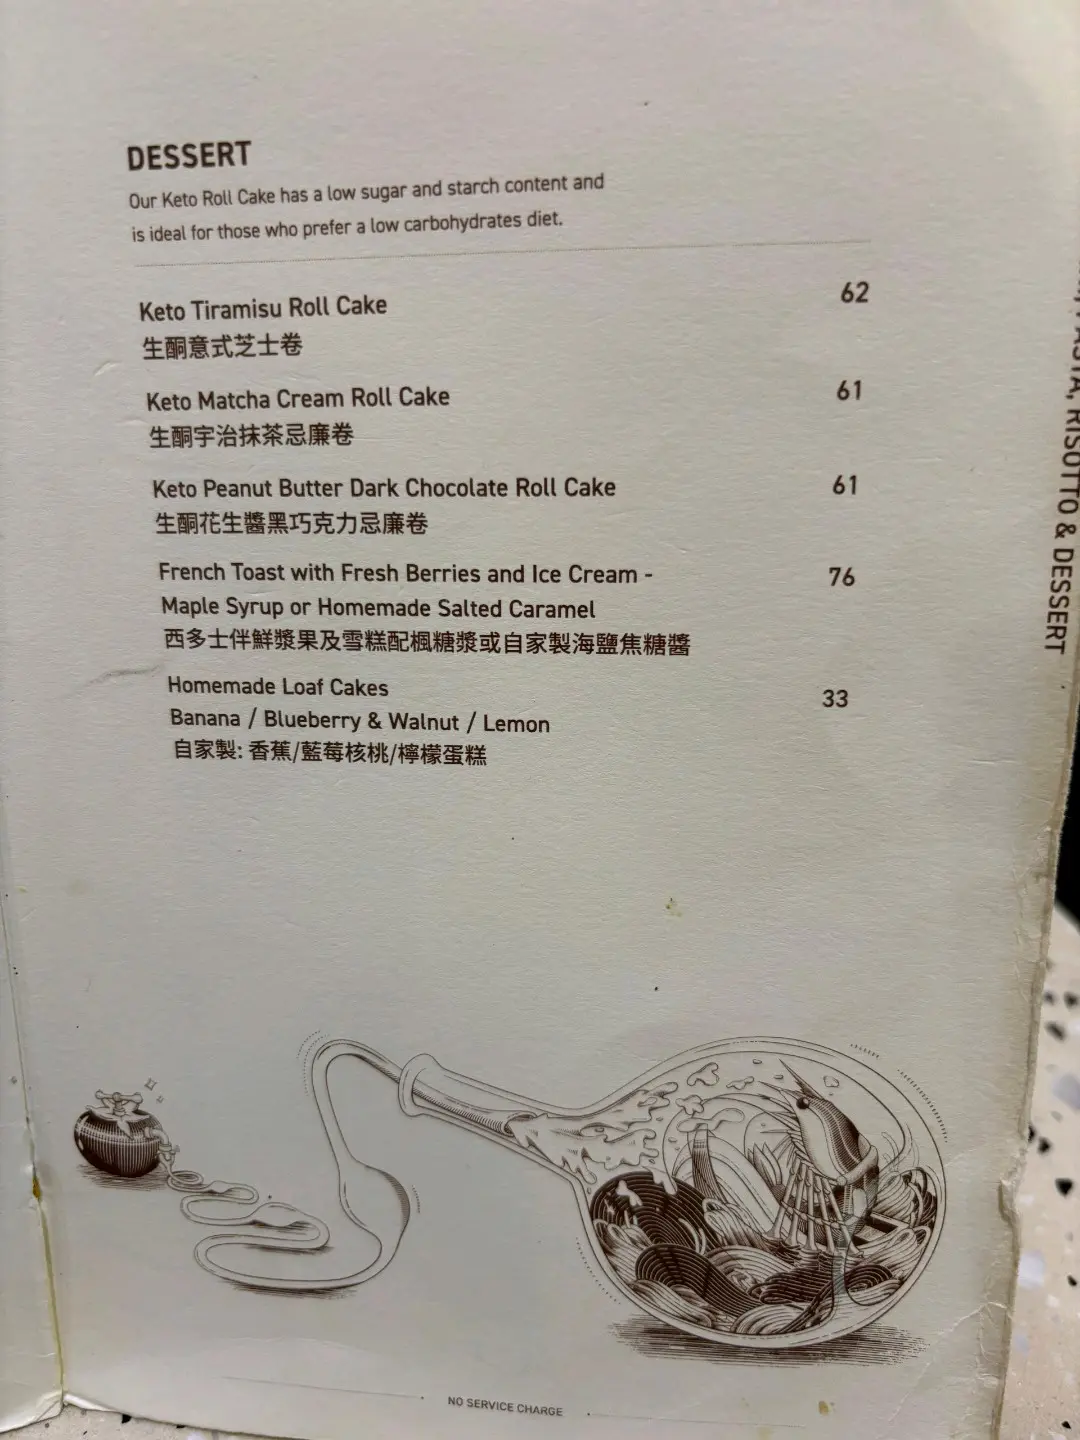 DESSERT
Our Keto Roll Cake has a low sugar and starch content and
is ideal for those who prefer a low carbohydrates diet.
Keto Tiramisu Roll Cake 62
生酮意式芝士卷
Keto Matcha Cream Roll Cake 61
生酮宇治抹茶忌廉卷
Keto Peanut Butter Dark Chocolate Roll Cake 61
生酮花生醬黑巧克力忌廉卷
French Toast with Fresh Berries and Ice Cream - 76
Maple Syrup or Homemade Salted Caramel
西多士伴鮮漿果及雪糕配楓糖漿或自家製海鹽焦糖醬
Homemade Loaf Cakes 33
Banana / Blueberry & Walnut / Lemon
自家製: 香蕉/藍莓核桃/檸檬蛋糕
RISOTTO & DESSERT
NO SERVICE CHARGE